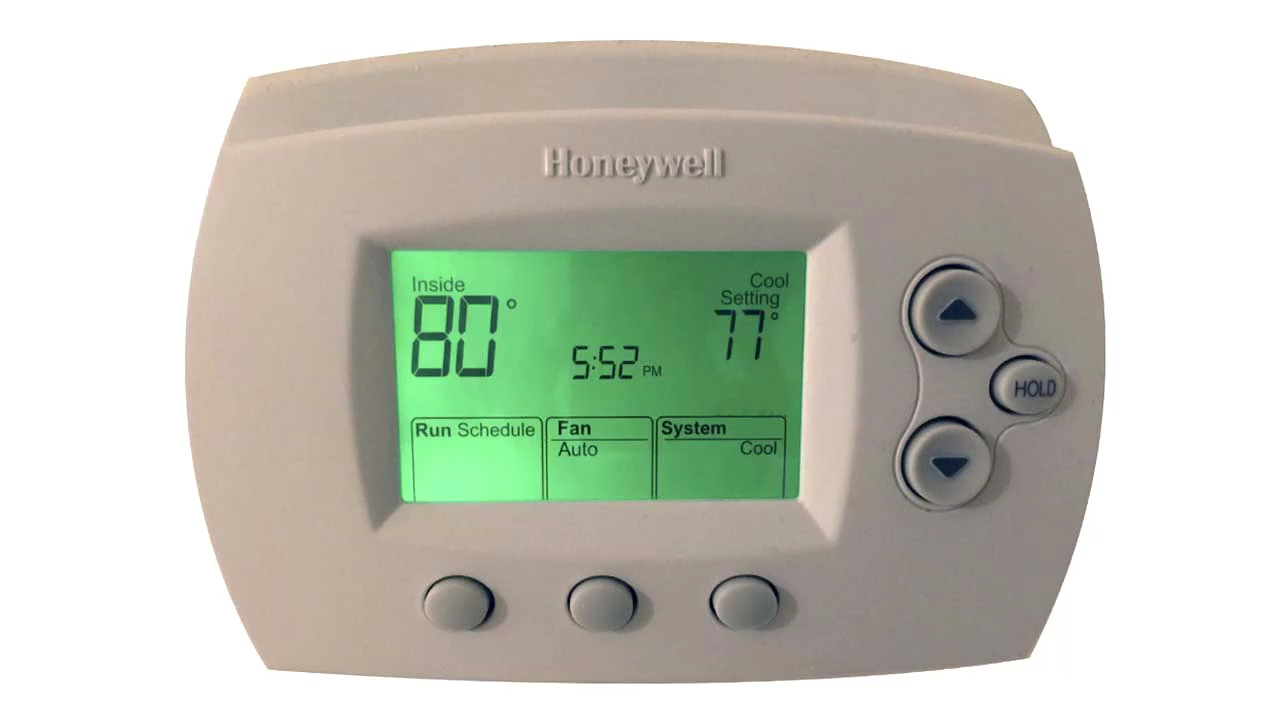 Honeywell
Inside
Cool
Setting
80°
77°
5:52 PM
HOLD
Run Schedule
Fan
Auto
System
Cool